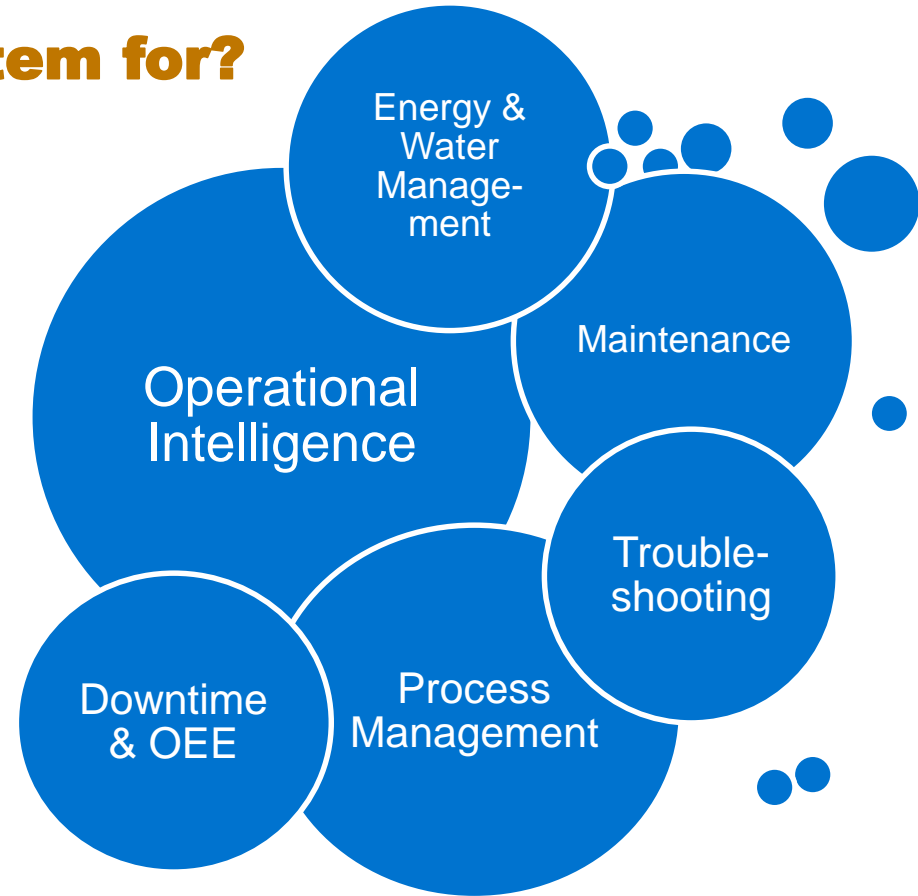 tem for?
Energy &
Water
Manage-
ment
Maintenance
Operational
Intelligence
Trouble-
shooting
Process
Management
Downtime
& OEE